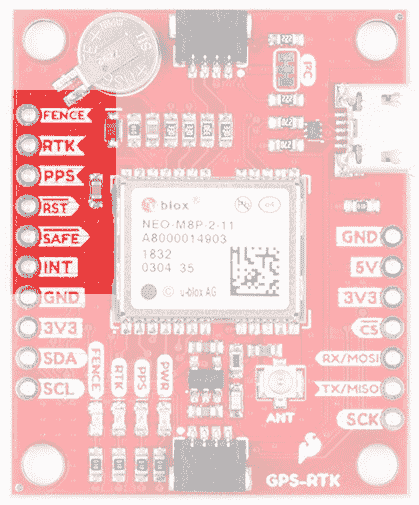 I²C
FENCE
RTK
PPS
RST
SAFE
INT
GND
3V3
SDA
SCL
blox
NEO-M8P-2-11
A8000014903
1832
0304 35
u-blox AG
GND
5V
3V3
CS
RX/MOSI
TX/MISO
SCK
FENCE
RTK
PPS
PWR
ANT
GPS-RTK